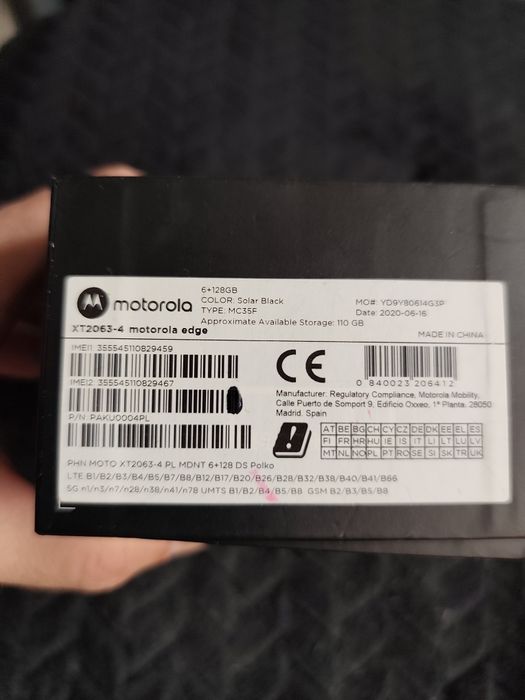 motorola
6+128GB
COLOR: Solar Black
TYPE: MC35F
Approximate Available Storage: 110 GB
MO#: YD9Y80614G3P
Date: 2020-06-16
XT2063-4 motorola edge
MADE IN CHINA
IMEI1: 355545110829459
IMEI2: 355545110829467
P/N: PAKU0004PL
CE
0 840023 206412
Manufacturer: Regulatory Compliance, Motorola Mobility,
Calle Puerto de Somport 9, Edificio Oxxeo, 1ª Planta, 28050
Madrid, Spain
AT BE BG CH CY CZ DE DK EE EL ES
FI FR HR HU IE IS IT LI LT LU LV
MT NL NO PL PT RO SE SI SK TR UK
PHN MOTO XT2063-4 PL MDNT 6+128 DS Polko
LTE B1/B2/B3/B4/B5/B7/B8/B12/B17/B20/B26/B28/B32/B38/B40/B41/B66
5G n1/n3/n7/n28/n38/n41/n78 UMTS B1/B2/B4/B5/B8 GSM B2/B3/B5/B8